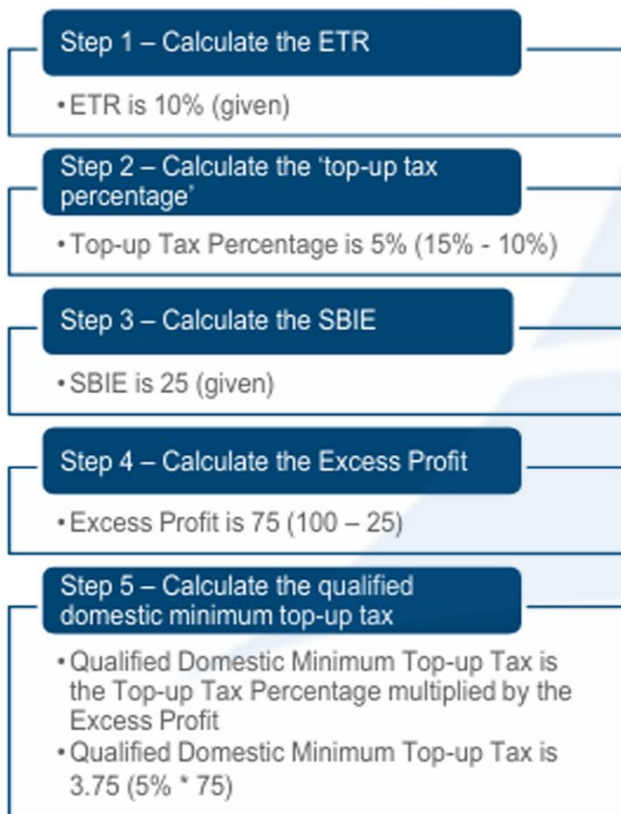 Step 1 – Calculate the ETR
• ETR is 10% (given)
Step 2 – Calculate the ‘top-up tax
percentage’
• Top-up Tax Percentage is 5% (15% - 10%)
Step 3 – Calculate the SBIE
• SBIE is 25 (given)
Step 4 – Calculate the Excess Profit
• Excess Profit is 75 (100 – 25)
Step 5 – Calculate the qualified
domestic minimum top-up tax
• Qualified Domestic Minimum Top-up Tax is
the Top-up Tax Percentage multiplied by the
Excess Profit
• Qualified Domestic Minimum Top-up Tax is
3.75 (5% * 75)